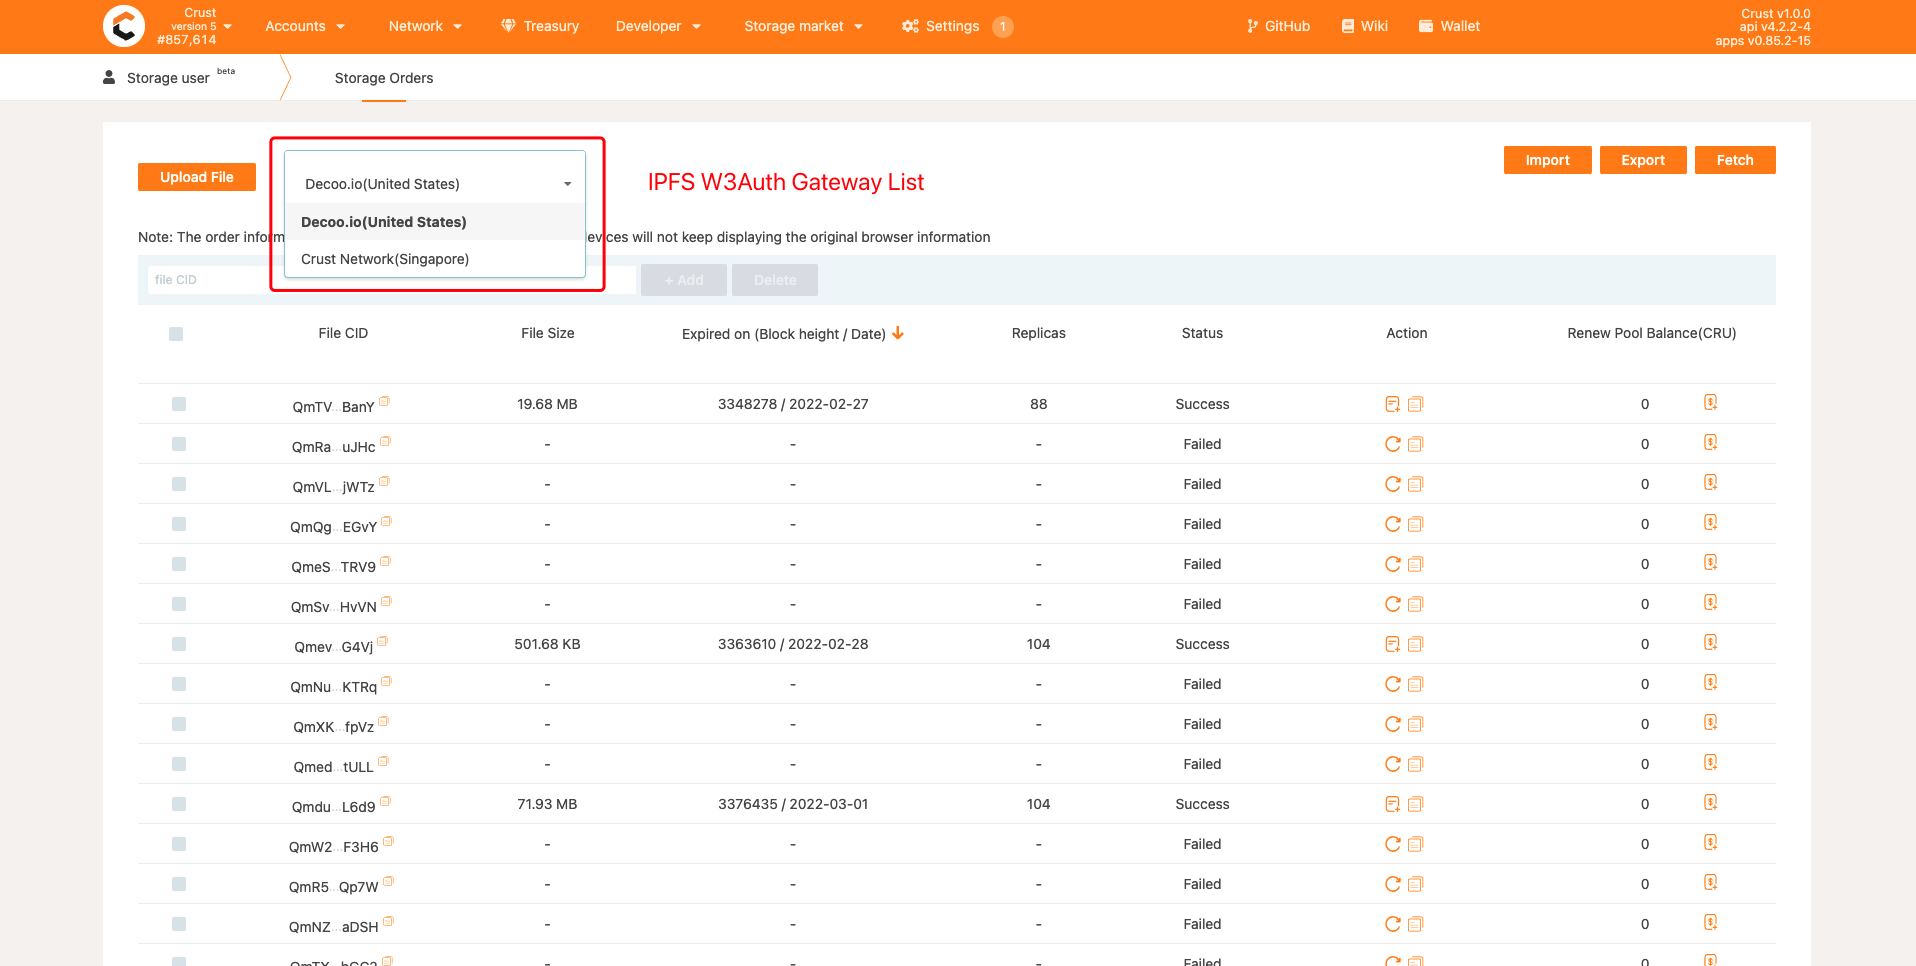 Crust
version 5
#857,614
Accounts
Network
Treasury
Developer
Storage market
Settings
1
GitHub
Wiki
Wallet
Crust v1.0.0
api v4.2.2-4
apps v0.85.2-15
Storage user beta
Storage Orders
Upload File
Decoo.io(United States)
Decoo.io(United States)
Crust Network(Singapore)
IPFS W3Auth Gateway List
Import
Export
Fetch
Note: The order inform
evices will not keep displaying the original browser information
file CID
+ Add
Delete
File CID File Size Expired on (Block height / Date) Replicas Status Action Renew Pool Balance(CRU)
QmTV...BanY 19.68 MB 3348278 / 2022-02-27 88 Success 0
QmRa...uJHc - - - Failed 0
QmVL...jWTz - - - Failed 0
QmQg...EGvY - - - Failed 0
QmeS...TRV9 - - - Failed 0
QmSv...HvVN - - - Failed 0
Qmev...G4Vj 501.68 KB 3363610 / 2022-02-28 104 Success 0
QmNu...KTRq - - - Failed 0
QmXK...fpVz - - - Failed 0
Qmed...tULL - - - Failed 0
Qmdu...L6d9 71.93 MB 3376435 / 2022-03-01 104 Success 0
QmW2...F3H6 - - - Failed 0
QmR5...Qp7W - - - Failed 0
QmNZ...aDSH - - - Failed 0
- - - Failed 0